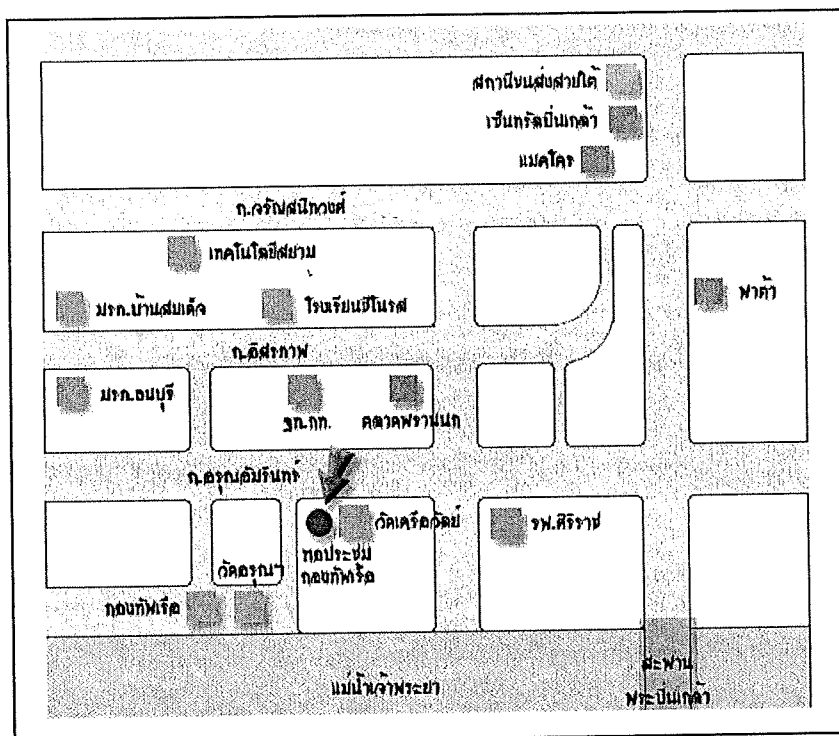 สถานีขนส่งสายใต้
เซ็นทรัลปิ่นเกล้า
แมคโคร
ถ.จรัญสนิทวงศ์
เทคโนโลยีสยาม
มรภ.บ้านสมเด็จ
โรงเรียนชิโนรส
พาต้า
ถ.อิสรภาพ
มรภ.ธนบุรี
ฐท.กท.
ตลาดพรานนก
ถ.อรุณอัมรินทร์
วัดเครือวัลย์
รพ.ศิริราช
หอประชุม
กองทัพเรือ
วัดอรุณฯ
กองทัพเรือ
แม่น้ำเจ้าพระยา
สะพาน
พระปิ่นเกล้า